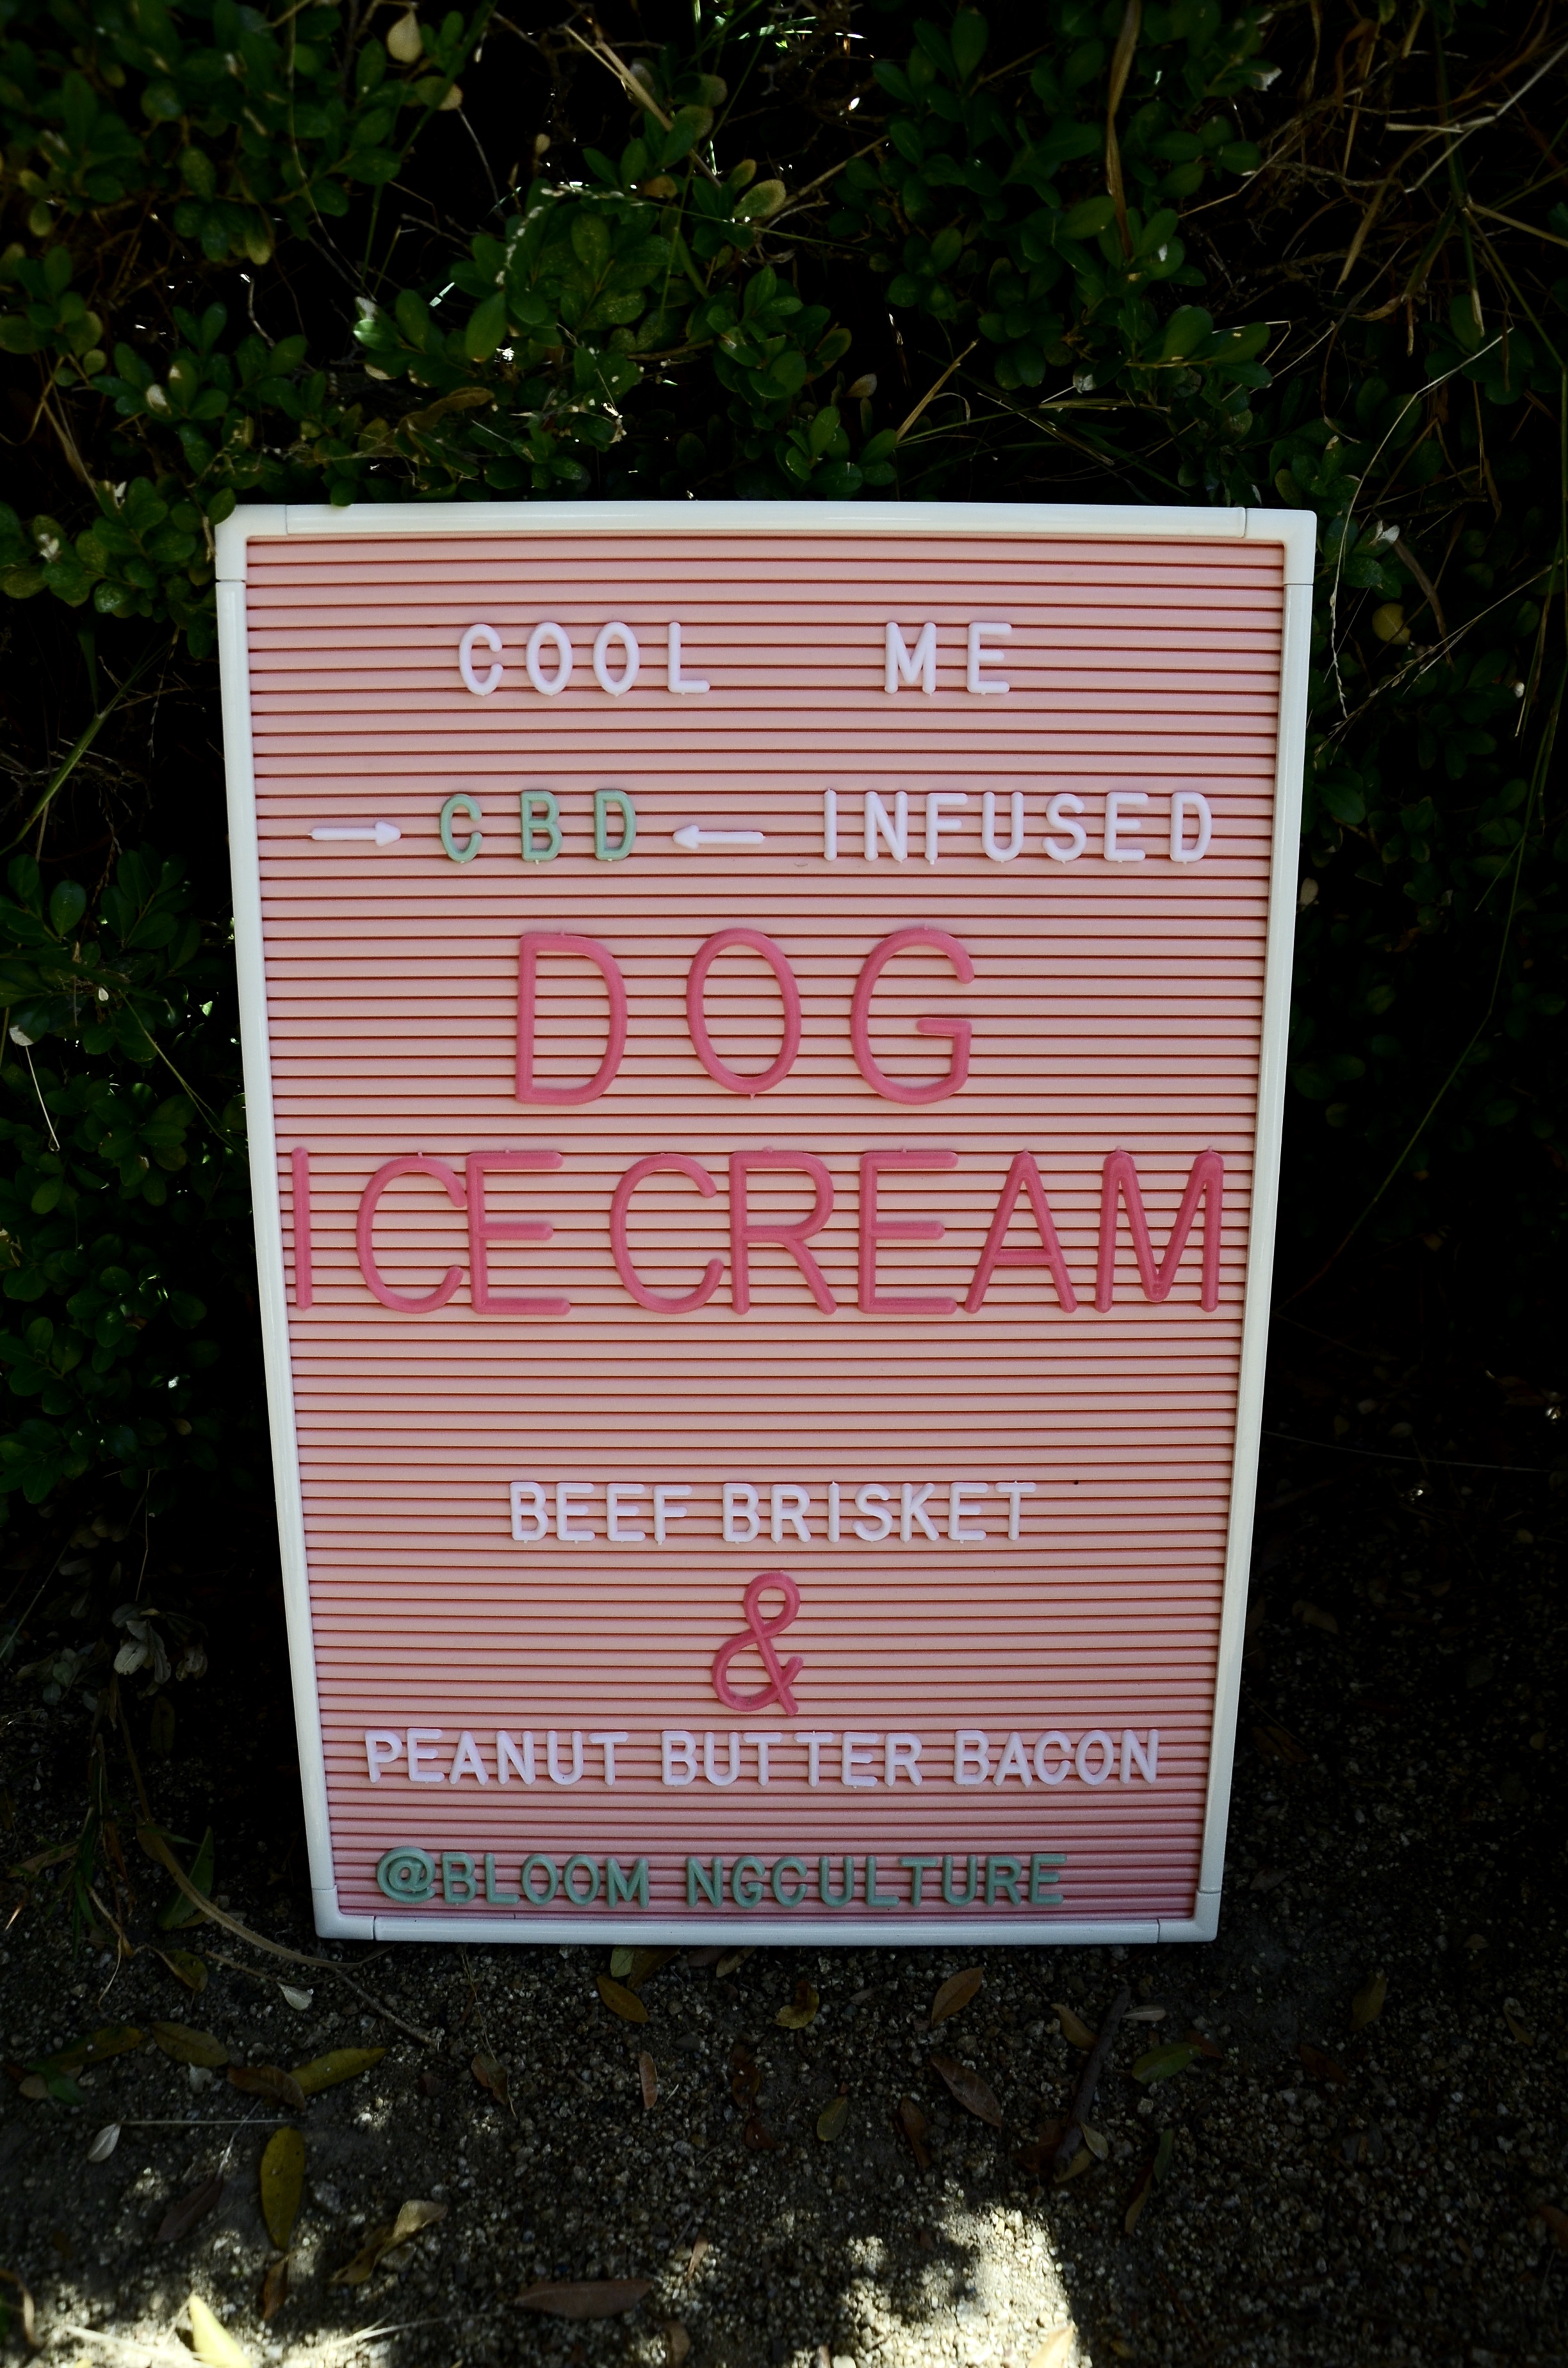 COOL ME
→ CBD ← INFUSED
DOG
ICE CREAM
BEEF BRISKET
&
PEANUT BUTTER BACON
@BLOOM NGCULTURE